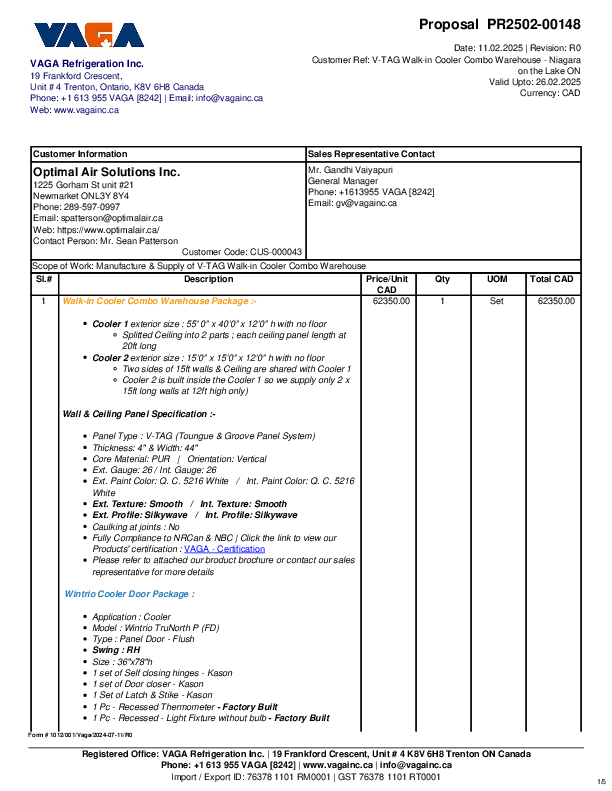 VAGA
Proposal PR2502-00148
Date: 11.02.2025 | Revision: R0
Customer Ref: V-TAG Walk-in Cooler Combo Warehouse - Niagara
on the Lake ON
Valid Upto: 26.02.2025
Currency: CAD
VAGA Refrigeration Inc.
19 Frankford Crescent,
Unit # 4 Trenton, Ontario, K8V 6H8 Canada
Phone: +1 613 955 VAGA [8242] | Email: info@vagainc.ca
Web: www.vagainc.ca
Customer Information
Optimal Air Solutions Inc.
1225 Gorham St unit #21
Newmarket ONL3Y 8Y4
Phone: 289-597-0997
Email: spatterson@optimalair.ca
Web: https://www.optimalair.ca/
Contact Person: Mr. Sean Patterson
Customer Code: CUS-000043
Sales Representative Contact
Mr. Gandhi Vaiyapuri
General Manager
Phone: +1613955 VAGA [8242]
Email: gv@vagainc.ca
Scope of Work: Manufacture & Supply of V-TAG Walk-in Cooler Combo Warehouse
Sl.# Description Price/Unit CAD Qty UOM Total CAD
1 Walk-in Cooler Combo Warehouse Package :- 62350.00 1 Set 62350.00
• Cooler 1 exterior size : 55' 0" x 40'0" x 12'0" h with no floor
◦ Splitted Ceiling into 2 parts ; each ceiling panel length at
20ft long
• Cooler 2 exterior size : 15'0" x 15'0" x 12'0" h with no floor
◦ Two sides of 15ft walls & Ceiling are shared with Cooler 1
◦ Cooler 2 is built inside the Cooler 1 so we supply only 2 x
15ft long walls at 12ft high only)
Wall & Ceiling Panel Specification :-
• Panel Type : V-TAG (Toungue & Groove Panel System)
• Thickness: 4" & Width: 44"
• Core Material: PUR | Orientation: Vertical
• Ext. Gauge: 26 / Int. Gauge: 26
• Ext. Paint Color: Q. C. 5216 White / Int. Paint Color: Q. C. 5216
White
• Ext. Texture: Smooth / Int. Texture: Smooth
• Ext. Profile: Silkywave / Int. Profile: Silkywave
• Caulking at joints : No
• Fully Compliance to NRCan & NBC | Click the link to view our
Products' certification : VAGA - Certification
• Please refer to attached our product brochure or contact our sales
representative for more details
Wintrio Cooler Door Package :
• Application : Cooler
• Model : Wintrio TruNorth P (FD)
• Type : Panel Door - Flush
• Swing : RH
• Size : 36"x78"h
• 1 set of Self closing hinges - Kason
• 1 set of Door closer - Kason
• 1 Set of Latch & Stike - Kason
• 1 Pc - Recessed Thermometer - Factory Built
• 1 Pc - Recessed - Light Fixture without bulb - Factory Built
Form # 1012/001/Vaga/2024-07-11/R0
Registered Office: VAGA Refrigeration Inc. | 19 Frankford Crescent, Unit # 4 K8V 6H8 Trenton ON Canada
Phone: +1 613 955 VAGA [8242] | www.vagainc.ca | info@vagainc.ca
Import / Export ID: 76378 1101 RM0001 | GST 76378 1101 RT0001
1/5